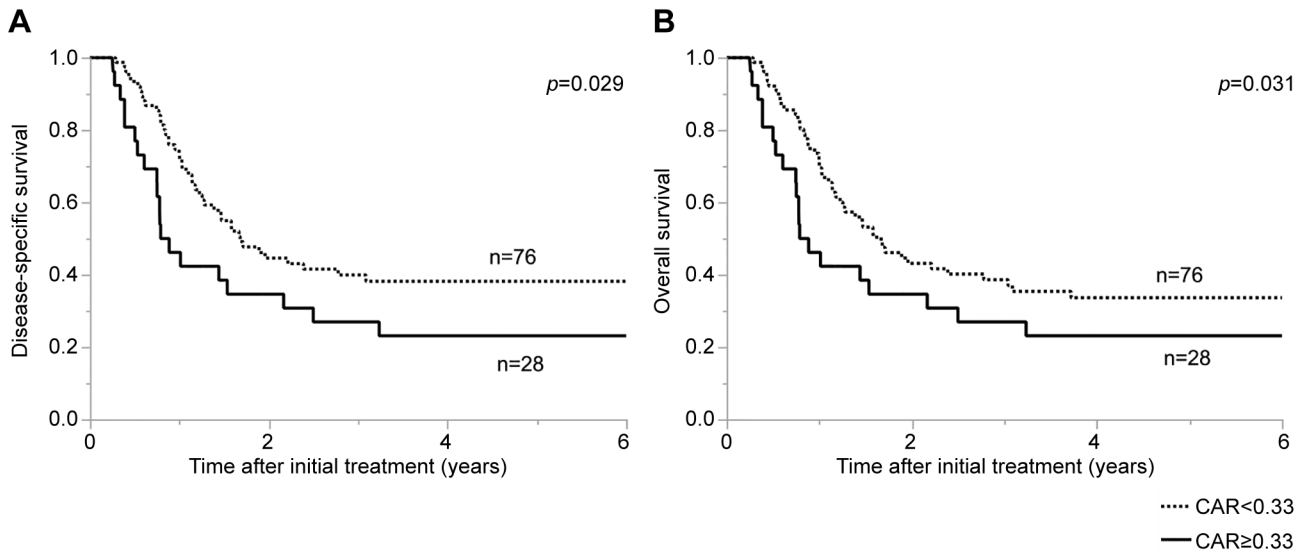 A
Disease-specific survival
1.0
0.8
0.6
0.4
0.2
0.0
p=0.029
n=76
n=28
0 2 4 6
Time after initial treatment (years)
B
Overall survival
1.0
0.8
0.6
0.4
0.2
0.0
p=0.031
n=76
n=28
0 2 4 6
Time after initial treatment (years)
CAR<0.33
CAR≥0.33